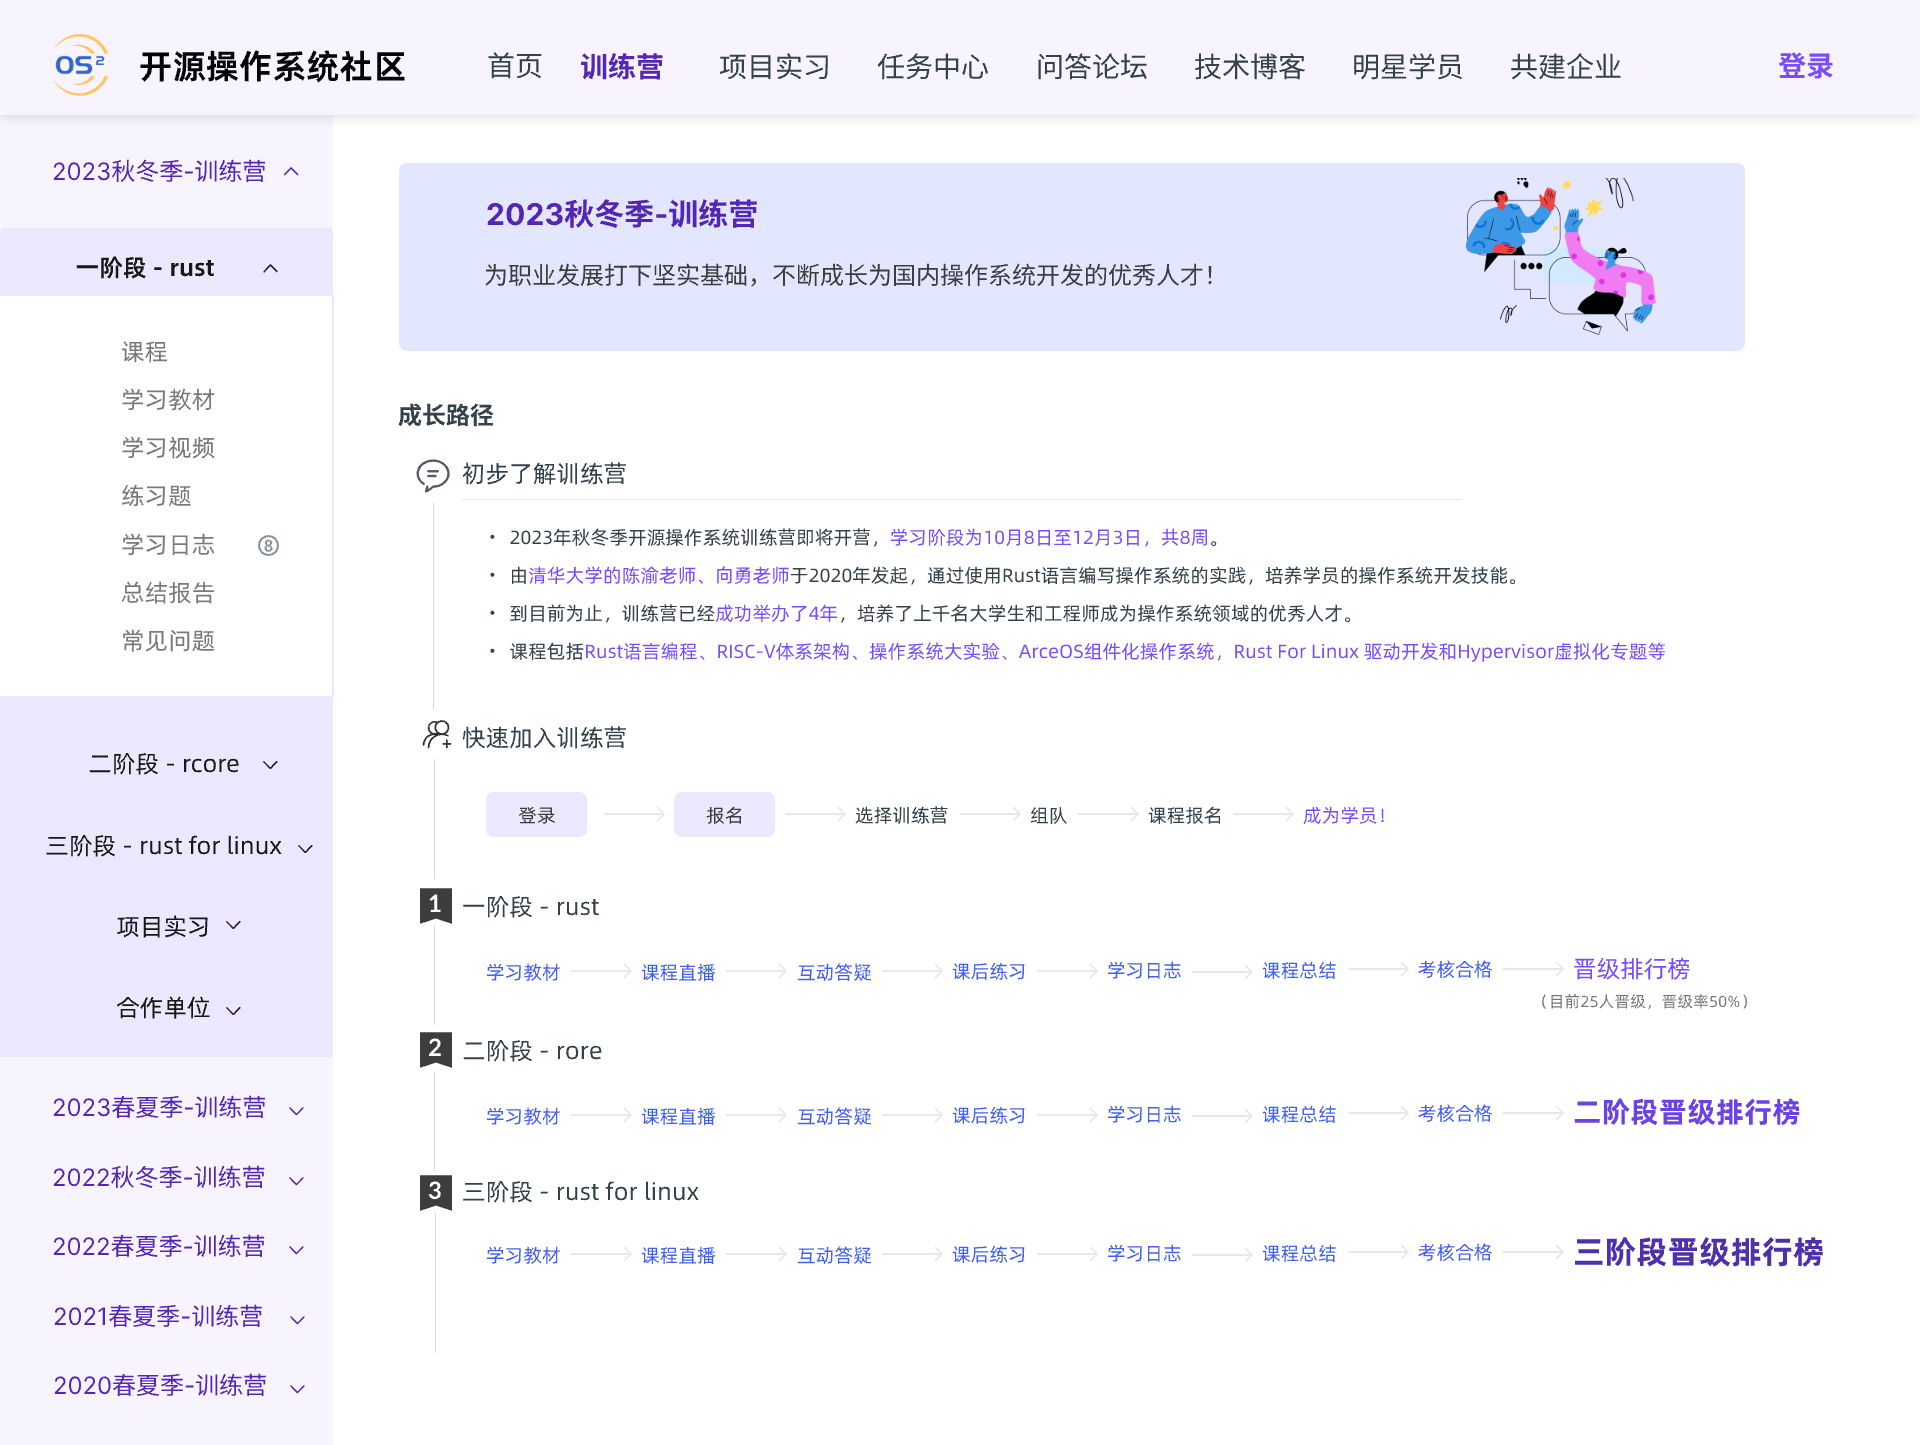 OS² 开源操作系统社区 首页 训练营 项目实习 任务中心 问答论坛 技术博客 明星学员 共建企业 登录
2023秋冬季-训练营
一阶段 - rust
课程
学习教材
学习视频
练习题
学习日志 8
总结报告
常见问题
二阶段 - rcore
三阶段 - rust for linux
项目实习
合作单位
2023春夏季-训练营
2022秋冬季-训练营
2022春夏季-训练营
2021春夏季-训练营
2020春夏季-训练营
2023秋冬季-训练营
为职业发展打下坚实基础，不断成长为国内操作系统开发的优秀人才！
成长路径
初步了解训练营
• 2023年秋冬季开源操作系统训练营即将开营，学习阶段为10月8日至12月3日，共8周。
• 由清华大学的陈渝老师、向勇老师于2020年发起，通过使用Rust语言编写操作系统的实践，培养学员的操作系统开发技能。
• 到目前为止，训练营已经成功举办了4年，培养了上千名大学生和工程师成为操作系统领域的优秀人才。
• 课程包括Rust语言编程、RISC-V体系架构、操作系统大实验、ArceOS组件化操作系统，Rust For Linux 驱动开发和Hypervisor虚拟化专题等
快速加入训练营
登录 报名 选择训练营 组队 课程报名 成为学员！
1 一阶段 - rust
学习教材 课程直播 互动答疑 课后练习 学习日志 课程总结 考核合格 晋级排行榜
（目前25人晋级，晋级率50%）
2 二阶段 - rore
学习教材 课程直播 互动答疑 课后练习 学习日志 课程总结 考核合格 二阶段晋级排行榜
3 三阶段 - rust for linux
学习教材 课程直播 互动答疑 课后练习 学习日志 课程总结 考核合格 三阶段晋级排行榜